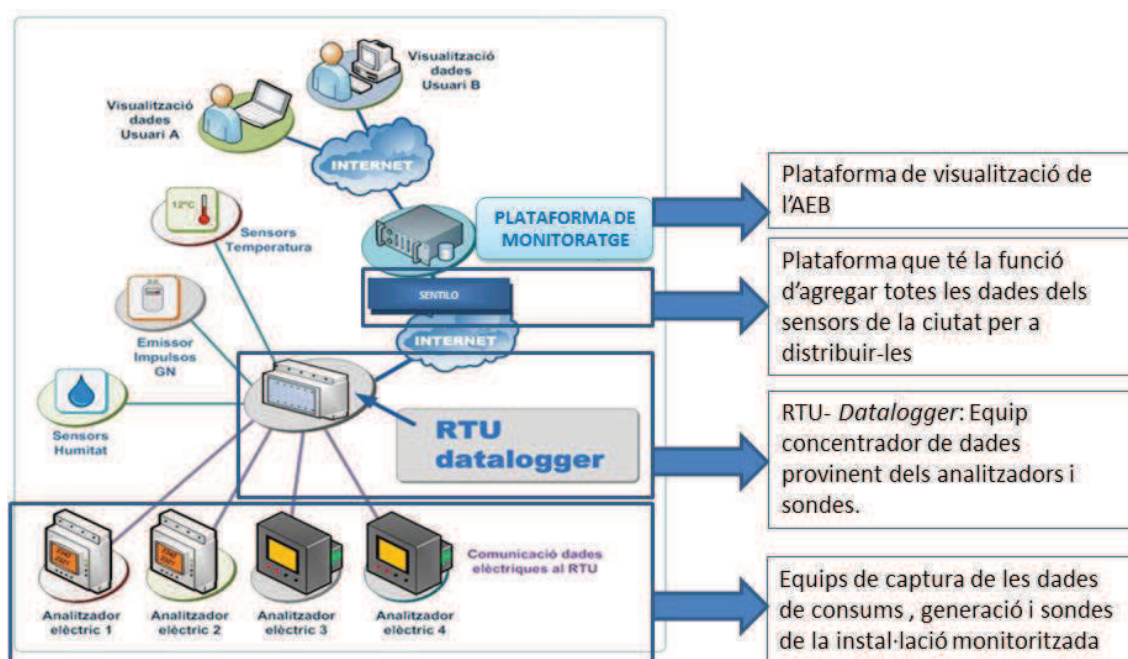 Visualització
dades
Usuari B
Visualització
dades
Usuari A
INTERNET
PLATAFORMA DE
MONITORATGE
Plataforma de visualització de
l’AEB
12ºC
Sensors
Temperatura
SENTILO
INTERNET
Plataforma que té la funció
d’agregar totes les dades dels
sensors de la ciutat per a
distribuir-les
Emissor
Impulsos
GN
Sensors
Humitat
RTU
datalogger
RTU- Datalogger: Equip
concentrador de dades
provinent dels analitzadors i
sondes.
Comunicació dades
elèctriques al RTU
Analitzador
elèctric 1
Analitzador
elèctric 2
Analitzador
elèctric 3
Analitzador
elèctric 4
Equips de captura de les dades
de consums , generació i sondes
de la instal·lació monitoritzada